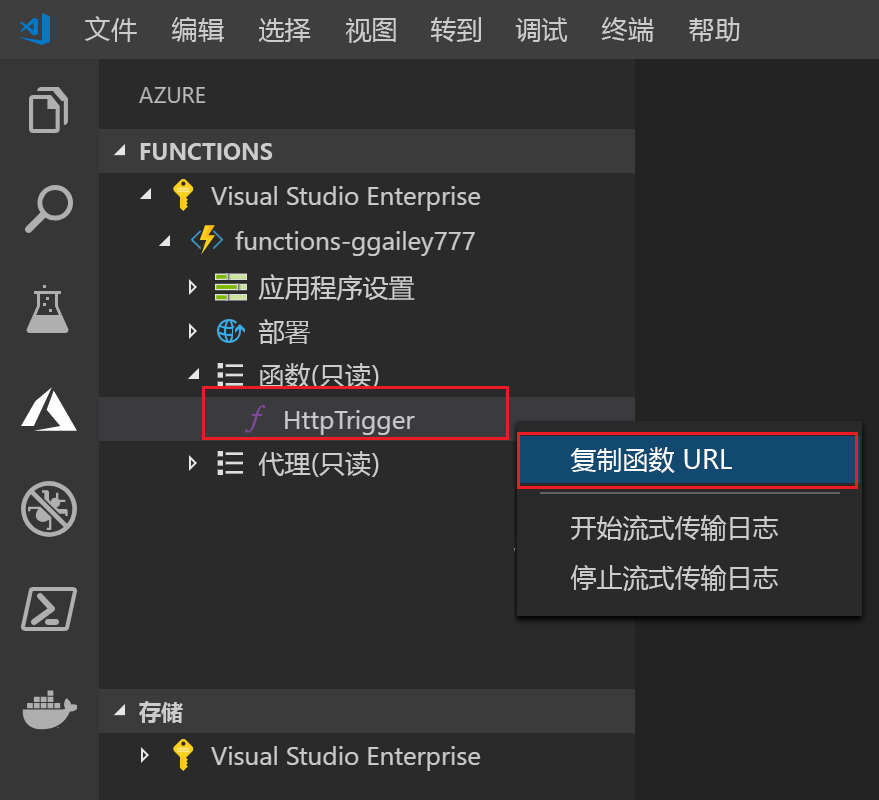 文件 编辑 选择 视图 转到 调试 终端 帮助
AZURE
FUNCTIONS
Visual Studio Enterprise
functions-ggailey777
应用程序设置
部署
函数(只读)
HttpTrigger
代理(只读)
复制函数 URL
开始流式传输日志
停止流式传输日志
存储
Visual Studio Enterprise